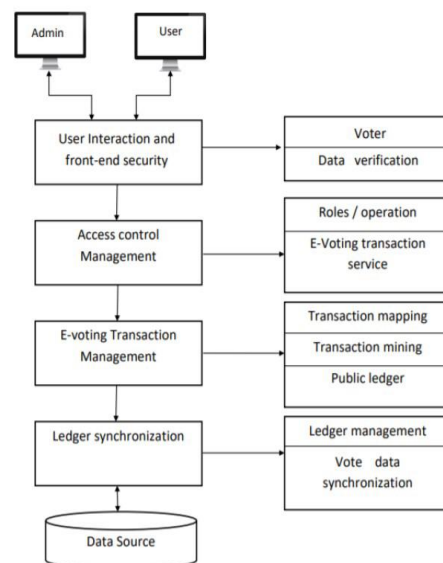 Admin
User
User Interaction and
front-end security
Voter
Data verification
Access control
Management
Roles / operation
E-Voting transaction
service
E-voting Transaction
Management
Transaction mapping
Transaction mining
Public ledger
Ledger synchronization
Ledger management
Vote data
synchronization
Data Source